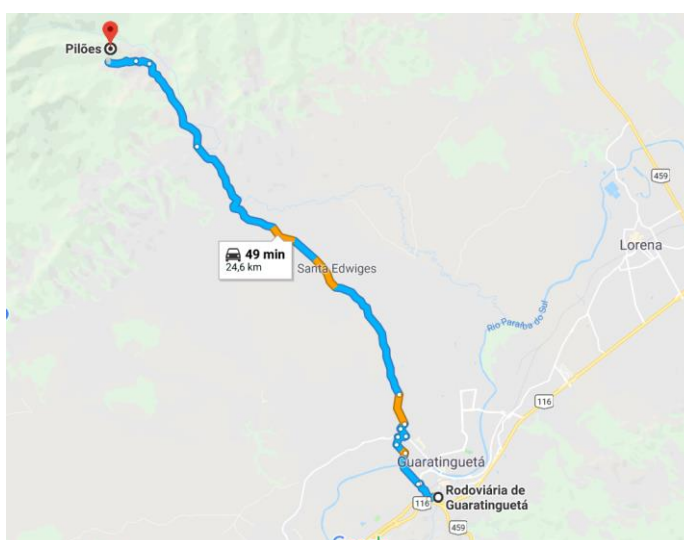 Pilões
459
Lorena
49 min
24,6 km
Santa Edwiges
Rio Paraíba do Sul
116
Guaratinguetá
Rodoviária de
Guaratinguetá
116
459